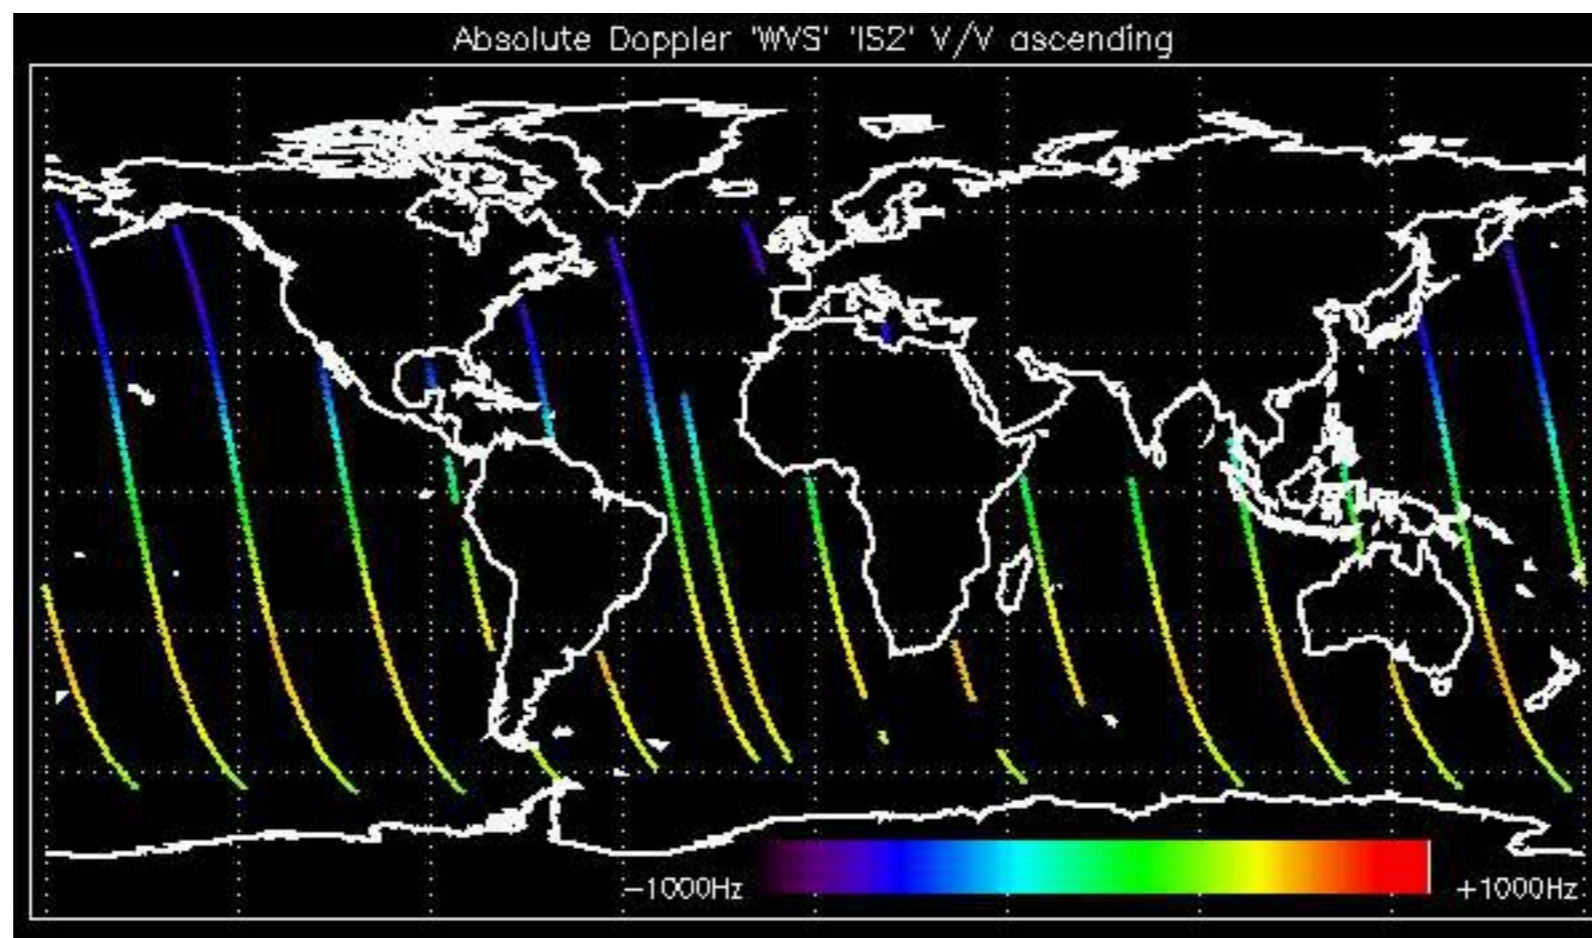 Absolute Doppler 'WVS' 'IS2' V/V ascending
-1000Hz +1000Hz